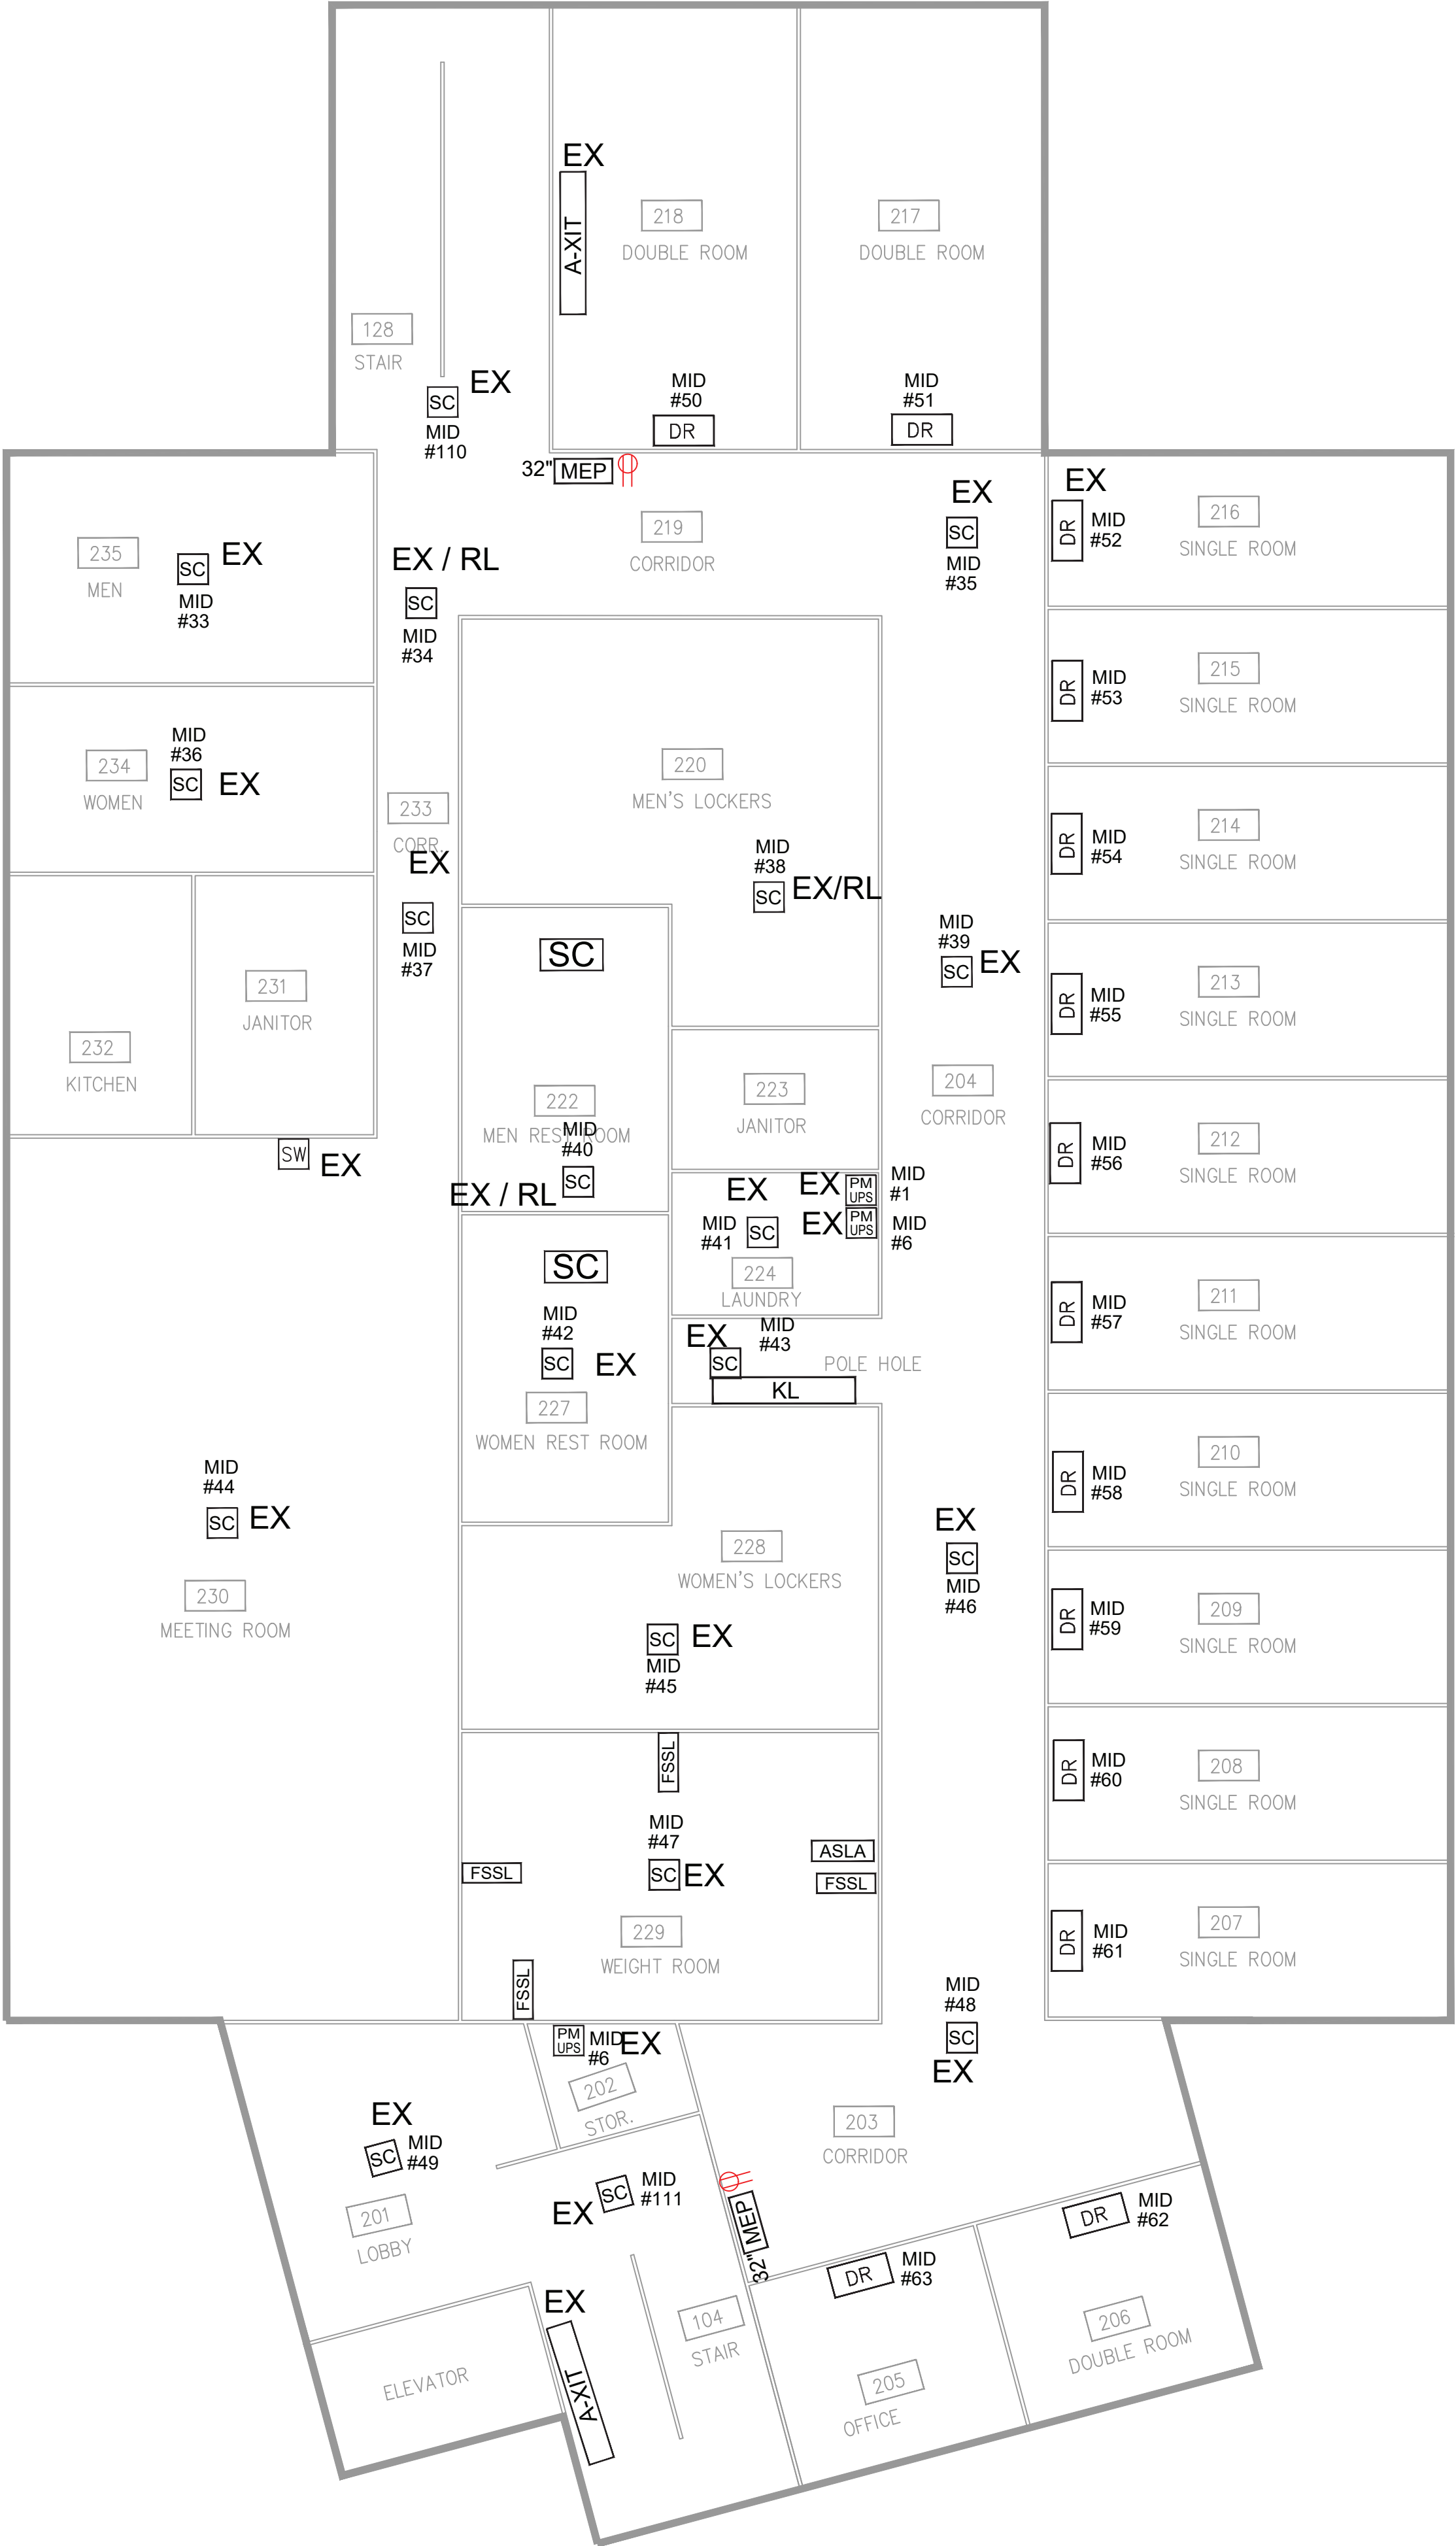 EX
A-XIT
218
DOUBLE ROOM
217
DOUBLE ROOM
128
STAIR
EX
SC
MID
#110
MID
#50
DR
MID
#51
DR
32" MEP
219
CORRIDOR
EX
SC
MID
#35
EX
DR
MID
#52
216
SINGLE ROOM
235
MEN
SC
EX
MID
#33
EX / RL
SC
MID
#34
DR
MID
#53
215
SINGLE ROOM
234
WOMEN
MID
#36
SC
EX
233
CORR.
EX
SC
MID
#37
220
MEN'S LOCKERS
MID
#38
SC
EX/RL
DR
MID
#54
214
SINGLE ROOM
MID
#39
SC
EX
DR
MID
#55
213
SINGLE ROOM
231
JANITOR
232
KITCHEN
SC
222
MEN REST ROOM
MID
#40
SC
EX / RL
223
JANITOR
204
CORRIDOR
SW
EX
DR
MID
#56
212
SINGLE ROOM
EX
MID
#41
SC
224
LAUNDRY
EX
PM
UPS
MID
#1
EX
PM
UPS
MID
#6
SC
MID
#42
SC
EX
227
WOMEN REST ROOM
EX
MID
#43
SC
KL
POLE HOLE
DR
MID
#57
211
SINGLE ROOM
MID
#44
SC
EX
230
MEETING ROOM
DR
MID
#58
210
SINGLE ROOM
EX
SC
MID
#46
228
WOMEN'S LOCKERS
SC
EX
MID
#45
DR
MID
#59
209
SINGLE ROOM
FSSL
MID
#47
SC
EX
FSSL
ASLA
FSSL
229
WEIGHT ROOM
FSSL
DR
MID
#60
208
SINGLE ROOM
DR
MID
#61
207
SINGLE ROOM
MID
#48
SC
EX
PM
UPS
MID
#6
EX
202
STOR.
203
CORRIDOR
EX
SC
MID
#49
201
LOBBY
SC
MID
#111
EX
32" MEP
DR
MID
#62
DR
MID
#63
EX
A-XIT
104
STAIR
206
DOUBLE ROOM
205
OFFICE
ELEVATOR